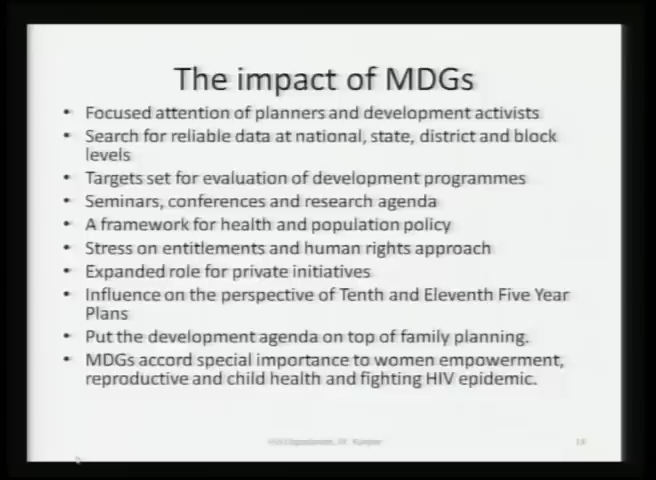 The impact of MDGs
• Focused attention of planners and development activists
• Search for reliable data at national, state, district and block
levels
• Targets set for evaluation of development programmes
• Seminars, conferences and research agenda
• A framework for health and population policy
• Stress on entitlements and human rights approach
• Expanded role for private initiatives
• Influence on the perspective of Tenth and Eleventh Five Year
Plans
• Put the development agenda on top of family planning.
• MDGs accord special importance to women empowerment,
reproductive and child health and fighting HIV epidemic.